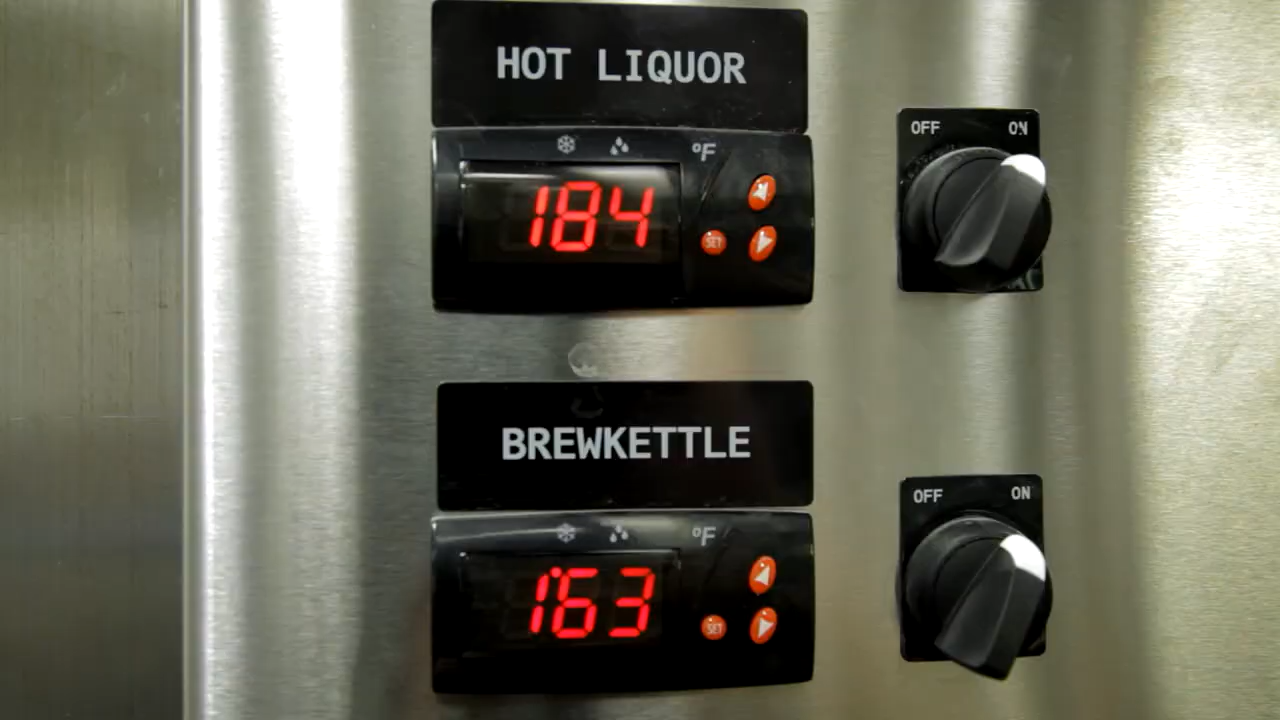 HOT LIQUOR
OFF ON
°F
184
SET
BREWKETTLE
OFF ON
°F
163
SET